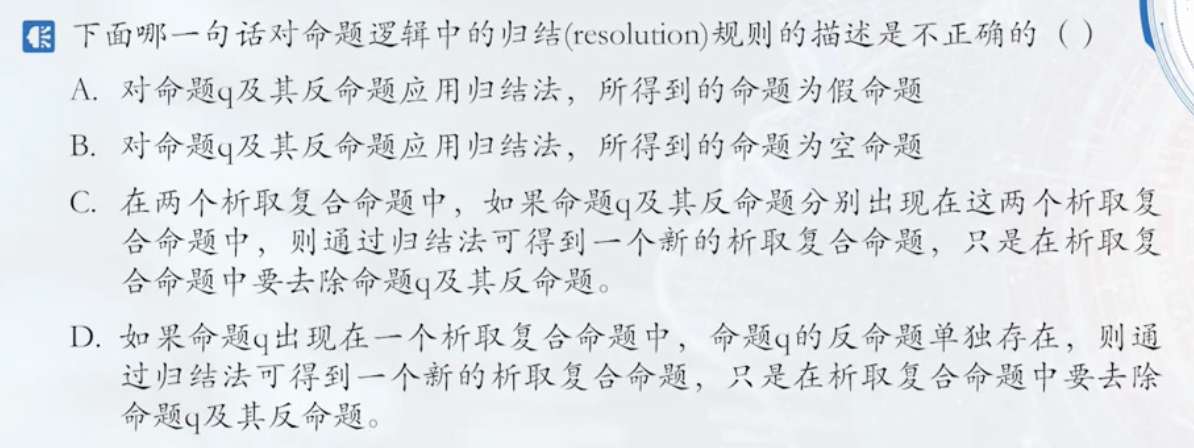 下面哪一句话对命题逻辑中的归结(resolution)规则的描述是不正确的（ ）
A. 对命题q及其反命题应用归结法，所得到的命题为假命题
B. 对命题q及其反命题应用归结法，所得到的命题为空命题
C. 在两个析取复合命题中，如果命题q及其反命题分别出现在这两个析取复
合命题中，则通过归结法可得到一个新的析取复合命题，只是在析取复
合命题中要去除命题q及其反命题。
D. 如果命题q出现在一个析取复合命题中，命题q的反命题单独存在，则通
过归结法可得到一个新的析取复合命题，只是在析取复合命题中要去除
命题q及其反命题。